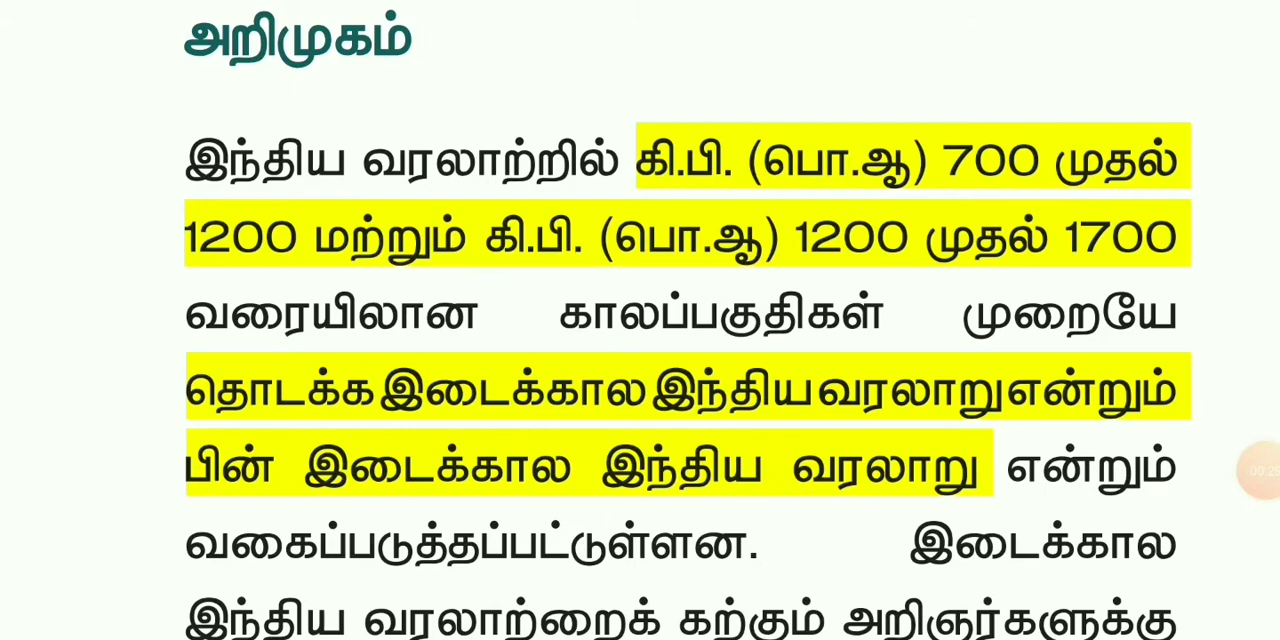 அறிமுகம்
இந்திய வரலாற்றில் கி.பி. (பொ.ஆ) 700 முதல்
1200 மற்றும் கி.பி. (பொ.ஆ) 1200 முதல் 1700
வரையிலான காலப்பகுதிகள் முறையே
தொடக்க இடைக்கால இந்திய வரலாறு என்றும்
பின் இடைக்கால இந்திய வரலாறு என்றும்
வகைப்படுத்தப்பட்டுள்ளன. இடைக்கால
இந்திய வரலாற்றைக் கற்கும் அறிஞர்களுக்கு